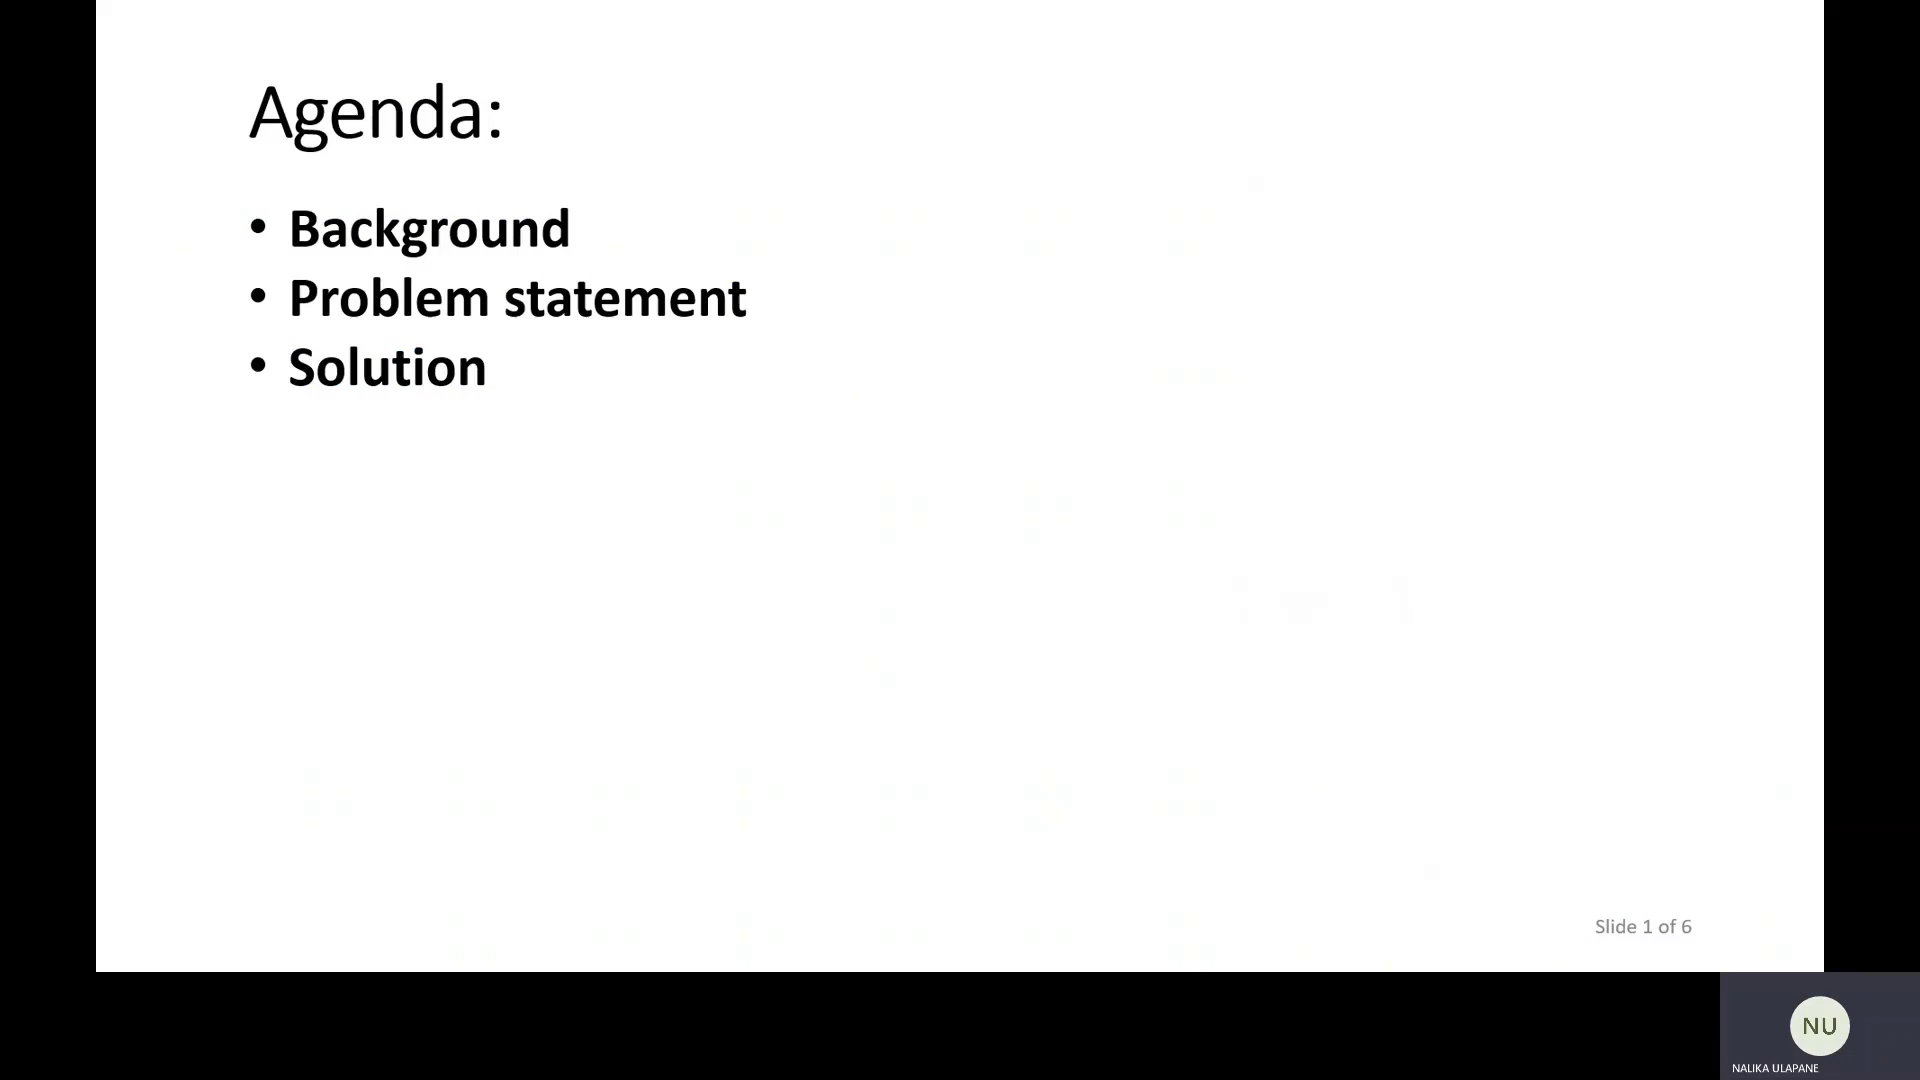 Agenda:
• Background
• Problem statement
• Solution
Slide 1 of 6
NU
NALIKA ULAPANE